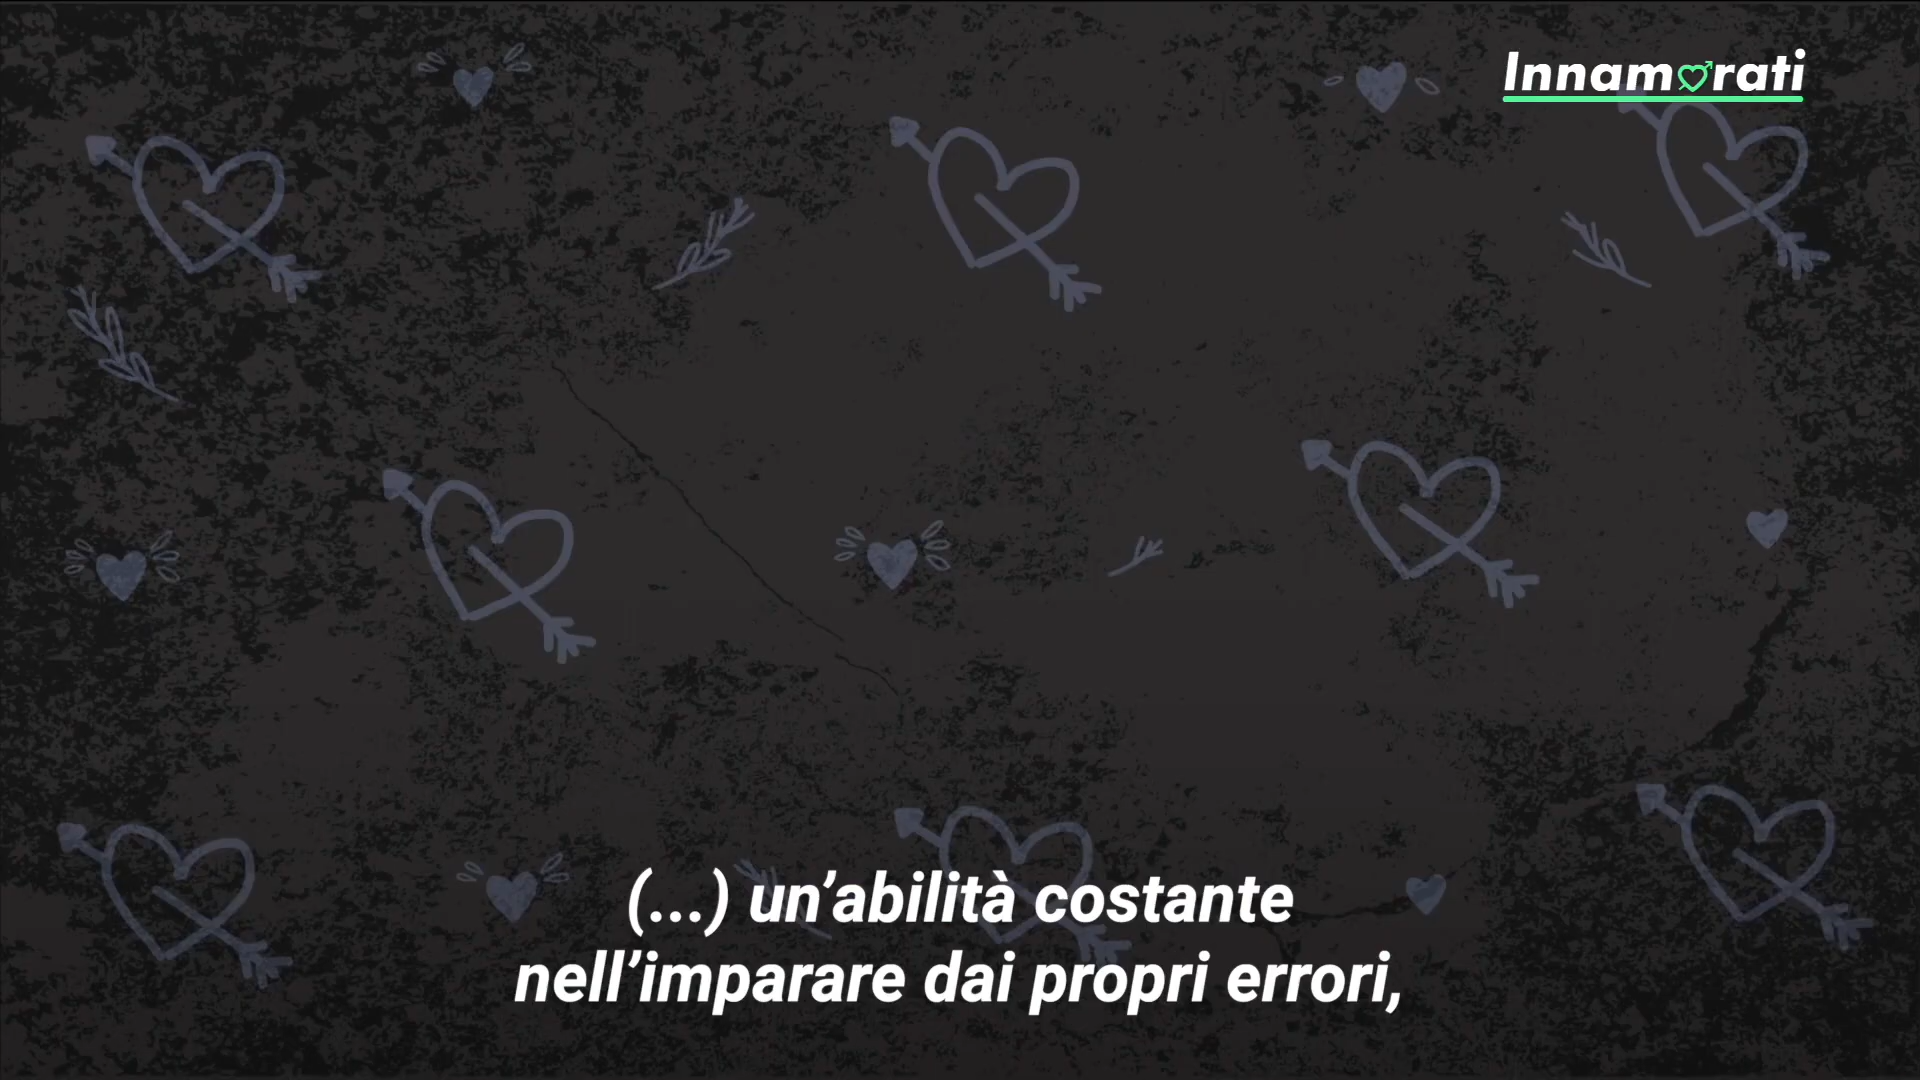 Innamorati
(...) un’abilità costante
nell’imparare dai propri errori,